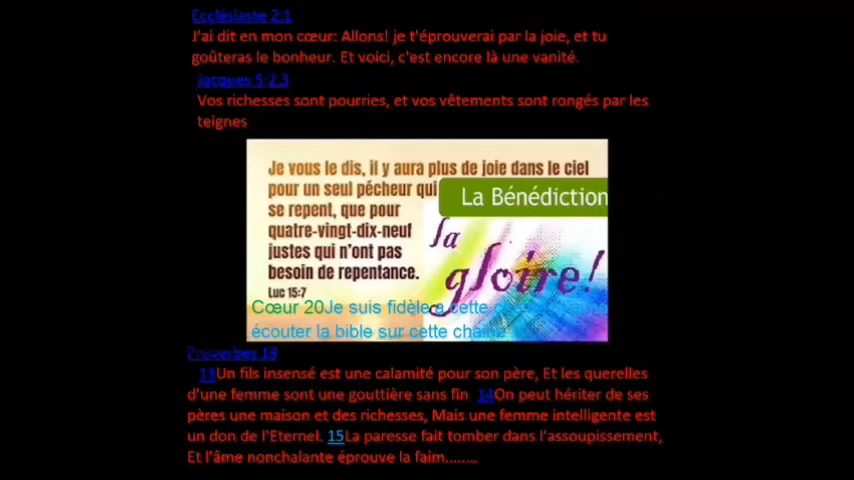 Ecclésiaste 2:1
J'ai dit en mon cœur: Allons! je t'éprouverai par la joie, et tu
goûteras le bonheur. Et voici, c'est encore là une vanité.
Jacques 5:2,3
Vos richesses sont pourries, et vos vêtements sont rongés par les
teignes
Je vous le dis, il y aura plus de joie dans le ciel
pour un seul pécheur qui
se repent, que pour
quatre-vingt-dix-neuf
justes qui n'ont pas
besoin de repentance.
Luc 15:7
La Bénédiction
la
gloire!
Cœur 20Je suis fidèle a cette
écouter la bible sur cette
Proverbes 19
13Un fils insensé est une calamité pour son père, Et les querelles
d'une femme sont une gouttière sans fin 14On peut hériter de ses
pères une maison et des richesses, Mais une femme intelligente est
un don de l'Eternel. 15La paresse fait tomber dans l'assoupissement,
Et l'âme nonchalante éprouve la faim........